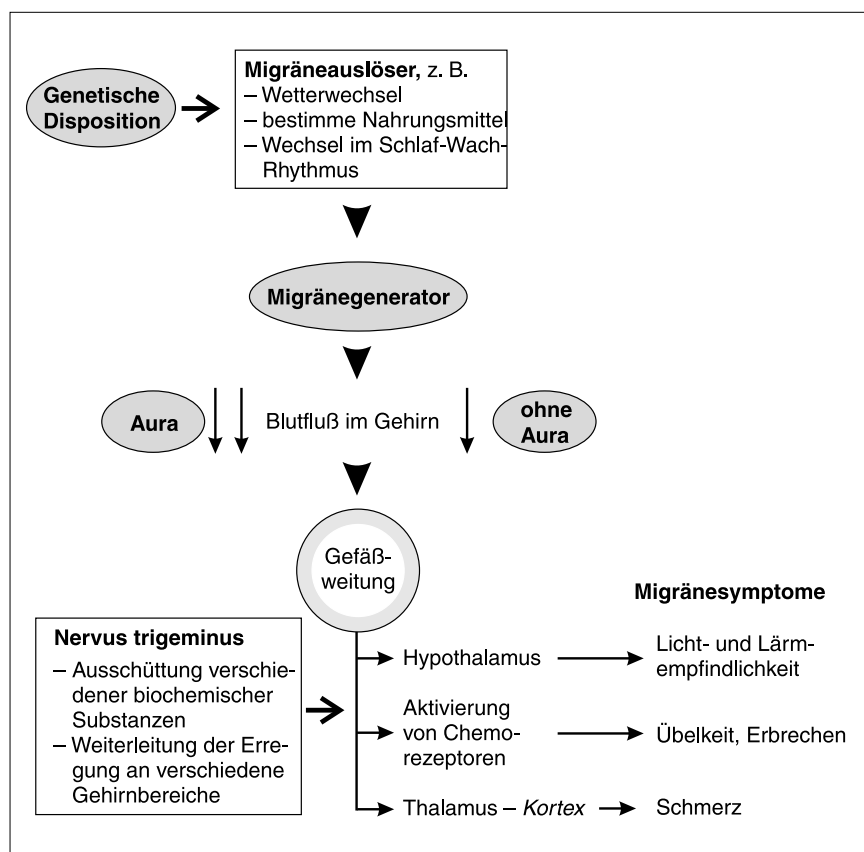 Genetische
Disposition
Migräneauslöser, z. B.
– Wetterwechsel
– bestimme Nahrungsmittel
– Wechsel im Schlaf-Wach-
Rhythmus
Migränegenerator
Aura
Blutfluß im Gehirn
ohne
Aura
Gefäß-
weitung
Migränesymptome
Nervus trigeminus
– Ausschüttung verschie-
dener biochemischer
Substanzen
– Weiterleitung der Erre-
gung an verschiedene
Gehirnbereiche
Hypothalamus
Licht- und Lärm-
empfindlichkeit
Aktivierung
von Chemo-
rezeptoren
Übelkeit, Erbrechen
Thalamus – Kortex
Schmerz